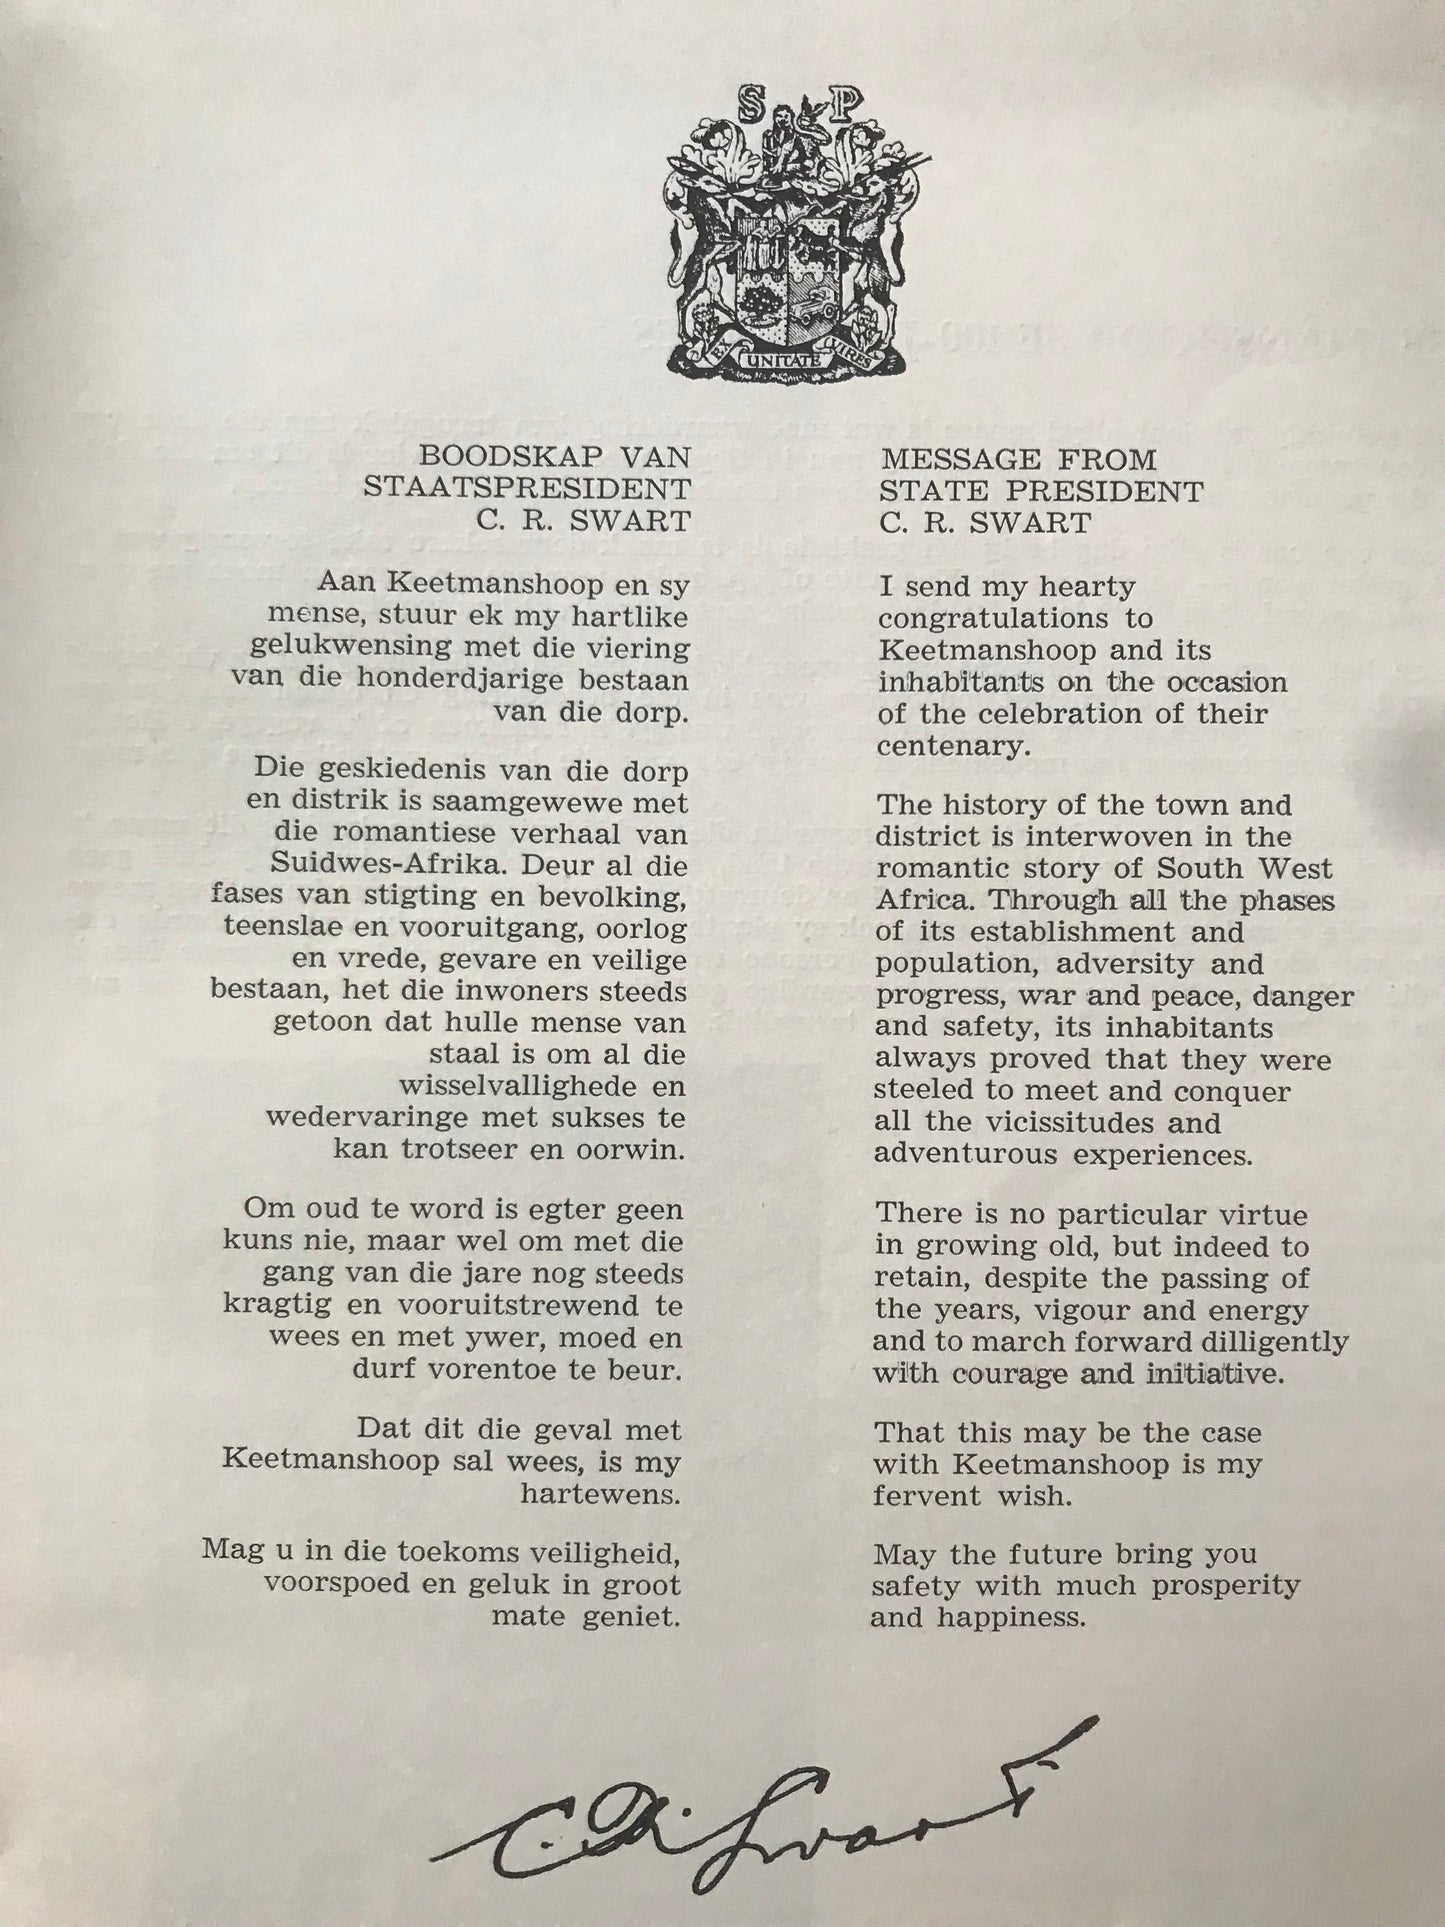 S P
EX UNITATE VIRES
BOODSKAP VAN
STAATSPRESIDENT
C. R. SWART
Aan Keetmanshoop en sy
mense, stuur ek my hartlike
gelukwensing met die viering
van die honderdjarige bestaan
van die dorp.
Die geskiedenis van die dorp
en distrik is saamgewewe met
die romantiese verhaal van
Suidwes-Afrika. Deur al die
fases van stigting en bevolking,
teenslae en vooruitgang, oorlog
en vrede, gevare en veilige
bestaan, het die inwoners steeds
getoon dat hulle mense van
staal is om al die
wisselvallighede en
wedervaringe met sukses te
kan trotseer en oorwin.
Om oud te word is egter geen
kuns nie, maar wel om met die
gang van die jare nog steeds
kragtig en vooruitstrewend te
wees en met ywer, moed en
durf vorentoe te beur.
Dat dit die geval met
Keetmanshoop sal wees, is my
hartewens.
Mag u in die toekoms veiligheid,
voorspoed en geluk in groot
mate geniet.
MESSAGE FROM
STATE PRESIDENT
C. R. SWART
I send my hearty
congratulations to
Keetmanshoop and its
inhabitants on the occasion
of the celebration of their
centenary.
The history of the town and
district is interwoven in the
romantic story of South West
Africa. Through all the phases
of its establishment and
population, adversity and
progress, war and peace, danger
and safety, its inhabitants
always proved that they were
steeled to meet and conquer
all the vicissitudes and
adventurous experiences.
There is no particular virtue
in growing old, but indeed to
retain, despite the passing of
the years, vigour and energy
and to march forward dilligently
with courage and initiative.
That this may be the case
with Keetmanshoop is my
fervent wish.
May the future bring you
safety with much prosperity
and happiness.
C. R. Swart